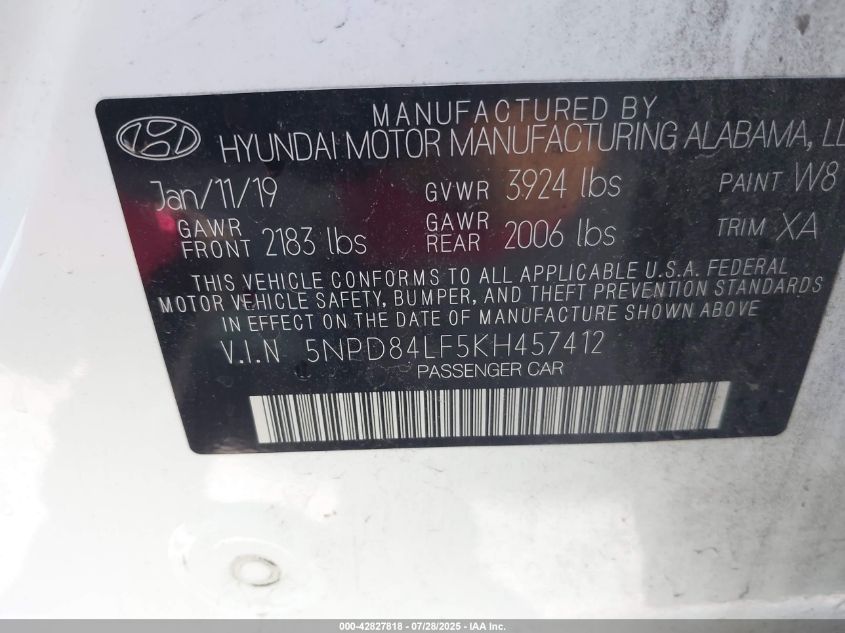 MANUFACTURED BY
HYUNDAI MOTOR MANUFACTURING ALABAMA, LL
Jan/11/19 GVWR 3924 lbs PAINT W8
GAWR FRONT 2183 lbs GAWR REAR 2006 lbs TRIM XA
THIS VEHICLE CONFORMS TO ALL APPLICABLE U.S.A. FEDERAL
MOTOR VEHICLE SAFETY, BUMPER, AND THEFT PREVENTION STANDARDS
IN EFFECT ON THE DATE OF MANUFACTURE SHOWN ABOVE.
V.I.N 5NPD84LF5KH457412
PASSENGER CAR
000-42827818 - 07/28/2025 - IAA Inc.